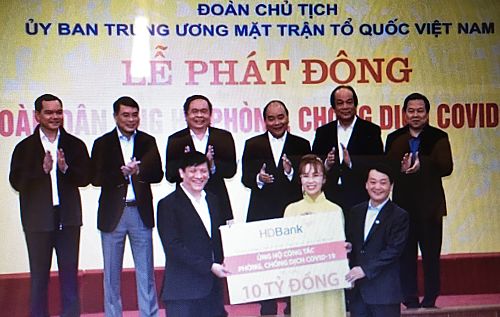 ĐOÀN CHỦ TỊCH
ỦY BAN TRUNG ƯƠNG MẶT TRẬN TỔ QUỐC VIỆT NAM
LỄ PHÁT ĐỘNG
PHÒNG CHỐNG DỊCH COVID
HDBank
ỦNG HỘ CÔNG TÁC
PHÒNG, CHỐNG DỊCH COVID-19
10 TỶ ĐỒNG